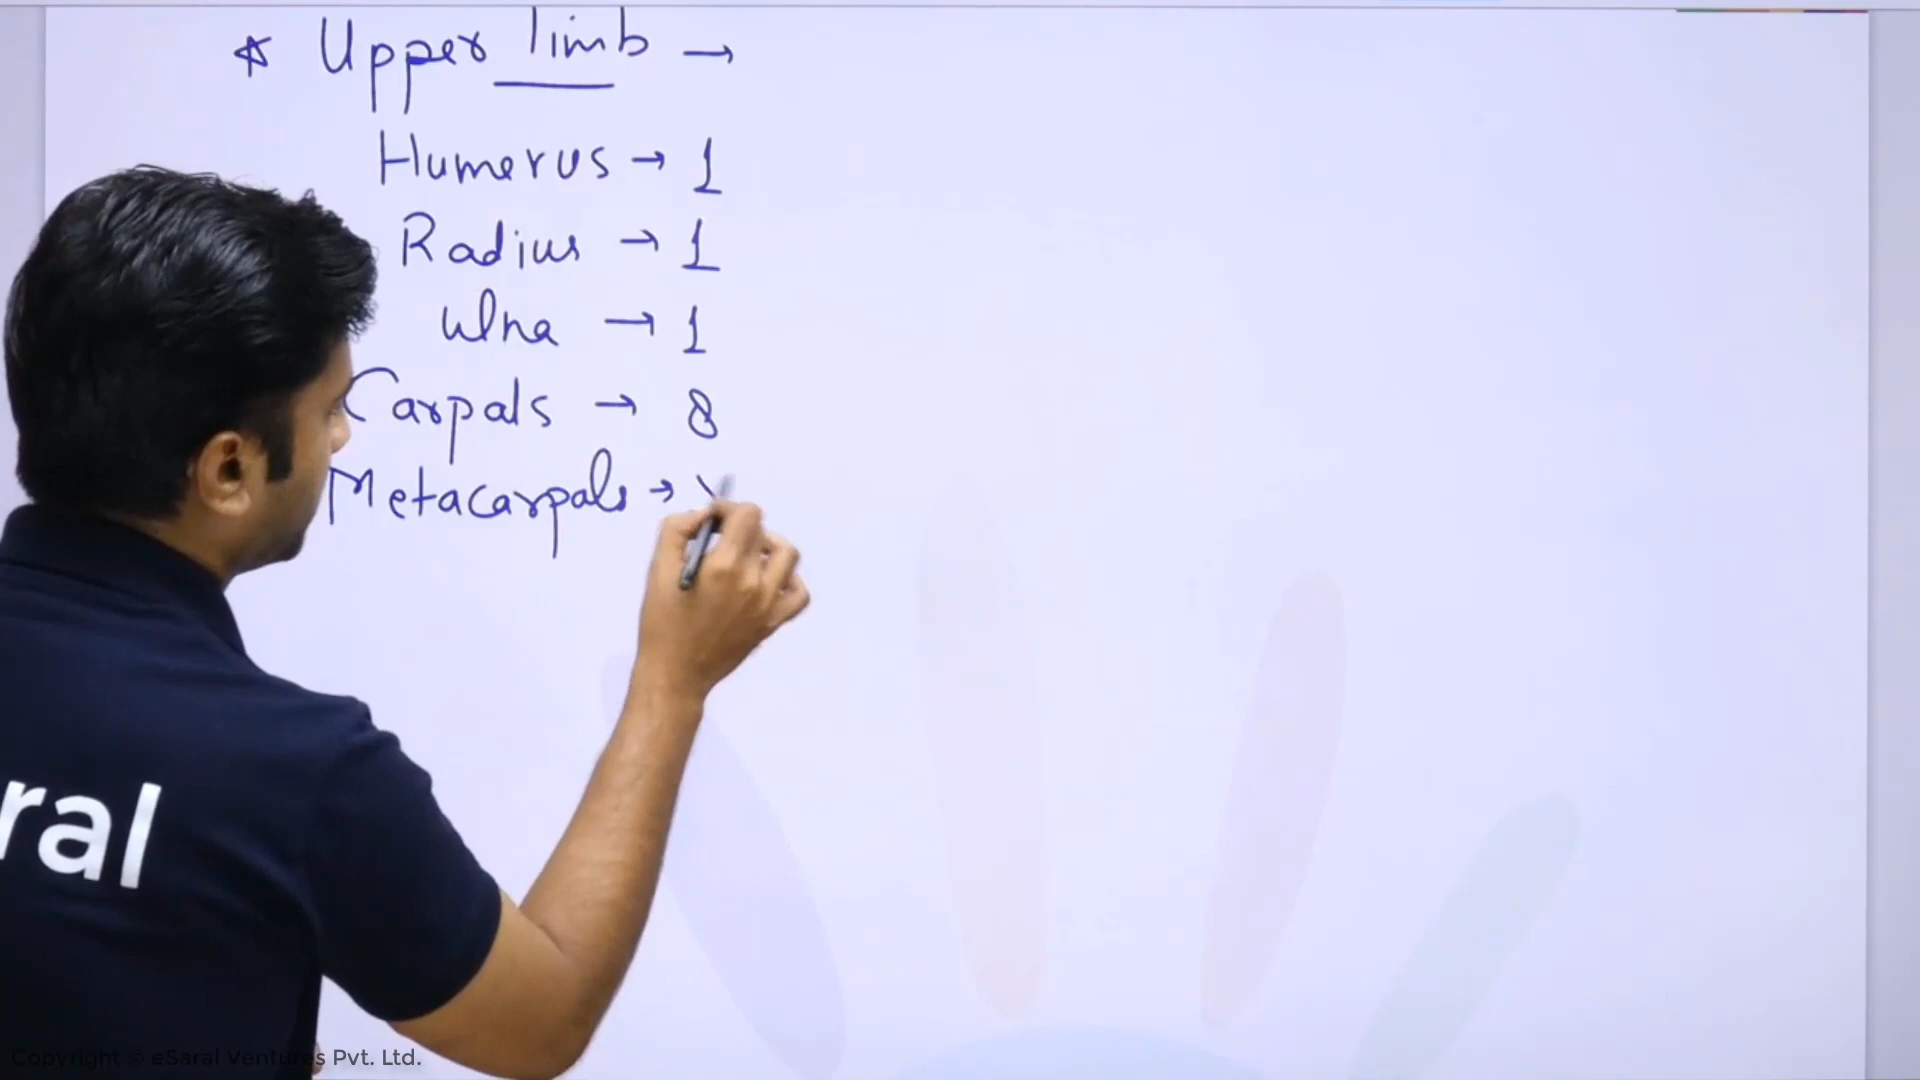 * Upper limb →
Humerus → 1
Radius → 1
Ulna → 1
Carpals → 8
Metacarpals →
ral
Copyright © eSaral Ventures Pvt. Ltd.